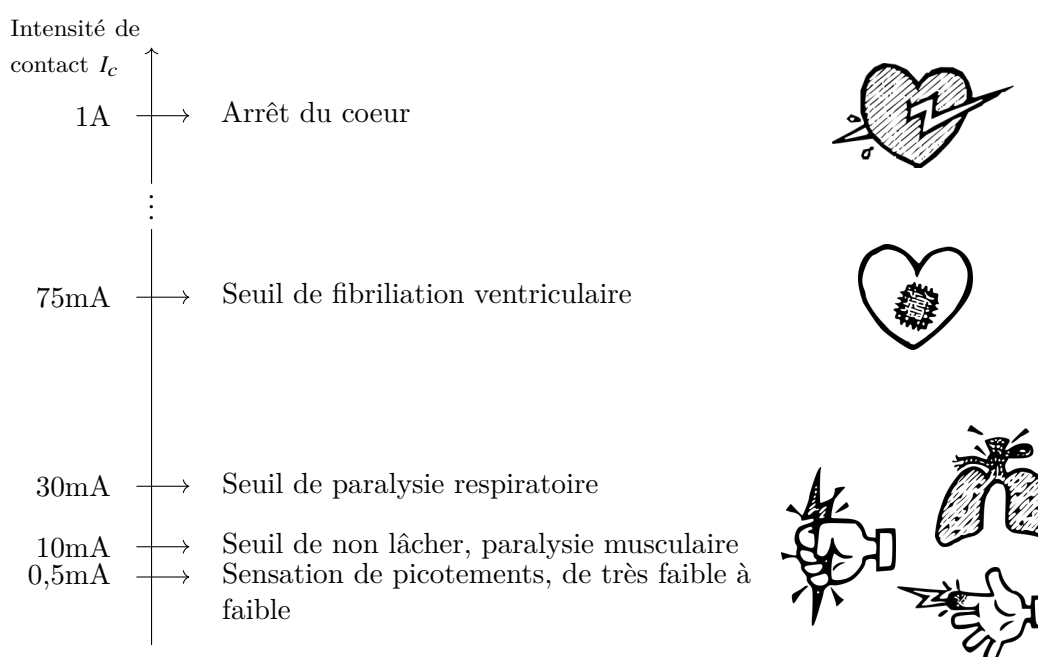 Intensité de
contact I_c
1A Arrêt du coeur
⋮
75mA Seuil de fibriliation ventriculaire
30mA Seuil de paralysie respiratoire
10mA Seuil de non lâcher, paralysie musculaire
0,5mA Sensation de picotements, de très faible à
faible